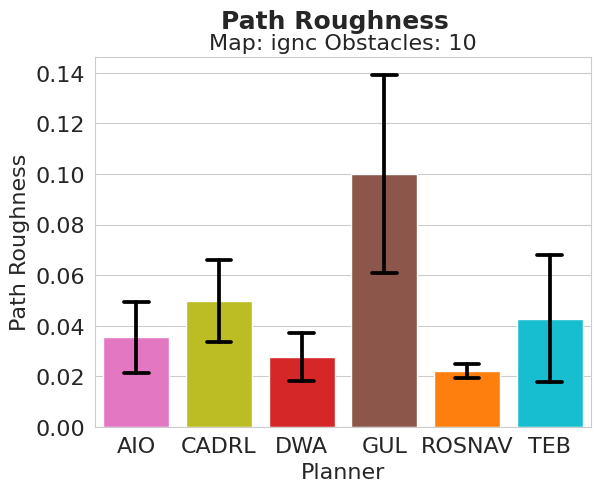 Path Roughness
Map: ignc Obstacles: 10
0.14
0.12
0.10
0.08
0.06
0.04
0.02
0.00
Path Roughness
AIO CADRL DWA GUL ROSNAV TEB
Planner